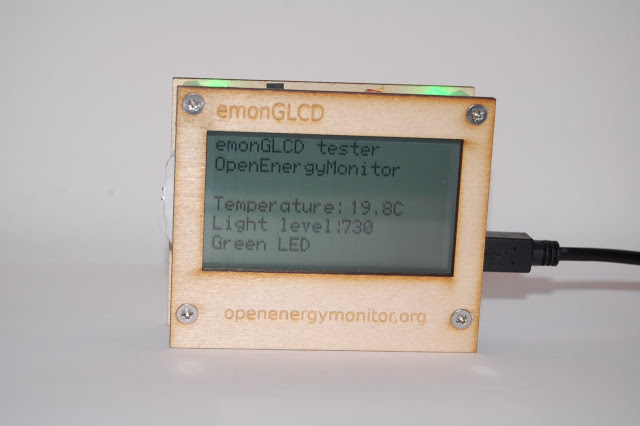 emonGLCD
emonGLCD tester
OpenEnergyMonitor
Temperature: 19.8C
Light level:730
Green LED
openenergymonitor.org